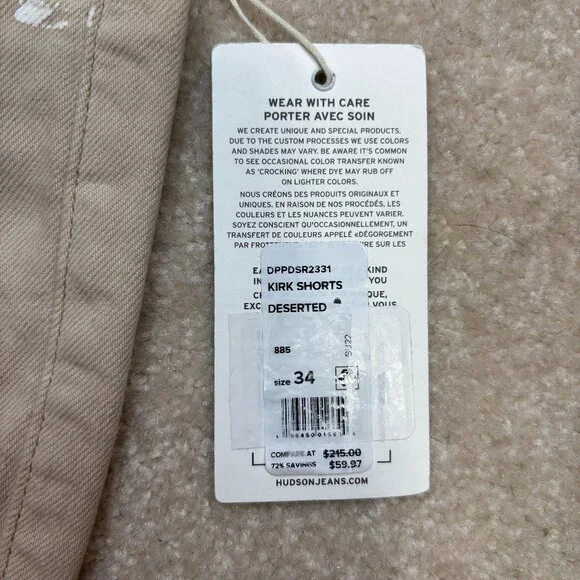 WEAR WITH CARE
PORTER AVEC SOIN
WE CREATE UNIQUE AND SPECIAL PRODUCTS.
DUE TO THE CUSTOM PROCESSES WE USE COLORS
AND SHADES MAY VARY. BE AWARE IT'S COMMON
TO SEE OCCASIONAL COLOR TRANSFER KNOWN
AS 'CROCKING' WHERE DYE MAY RUB OFF
ON LIGHTER COLORS.
NOUS CRÉONS DES PRODUITS ORIGINAUX ET
UNIQUES. EN RAISON DE NOS PROCÉDÉS, LES
COULEURS ET LES NUANCES PEUVENT VARIER.
SOYEZ CONSCIENT QU'OCCASIONNELLEMENT, UN
TRANSFERT DE COULEURS APPELÉ «DÉGORGEMENT
PAR SUR LES
KIND
DPPDSR2331
KIRK SHORTS
DESERTED
885
size 34
COMPARE AT $215.00
72% SAVINGS $59.97
HUDSONJEANS.COM